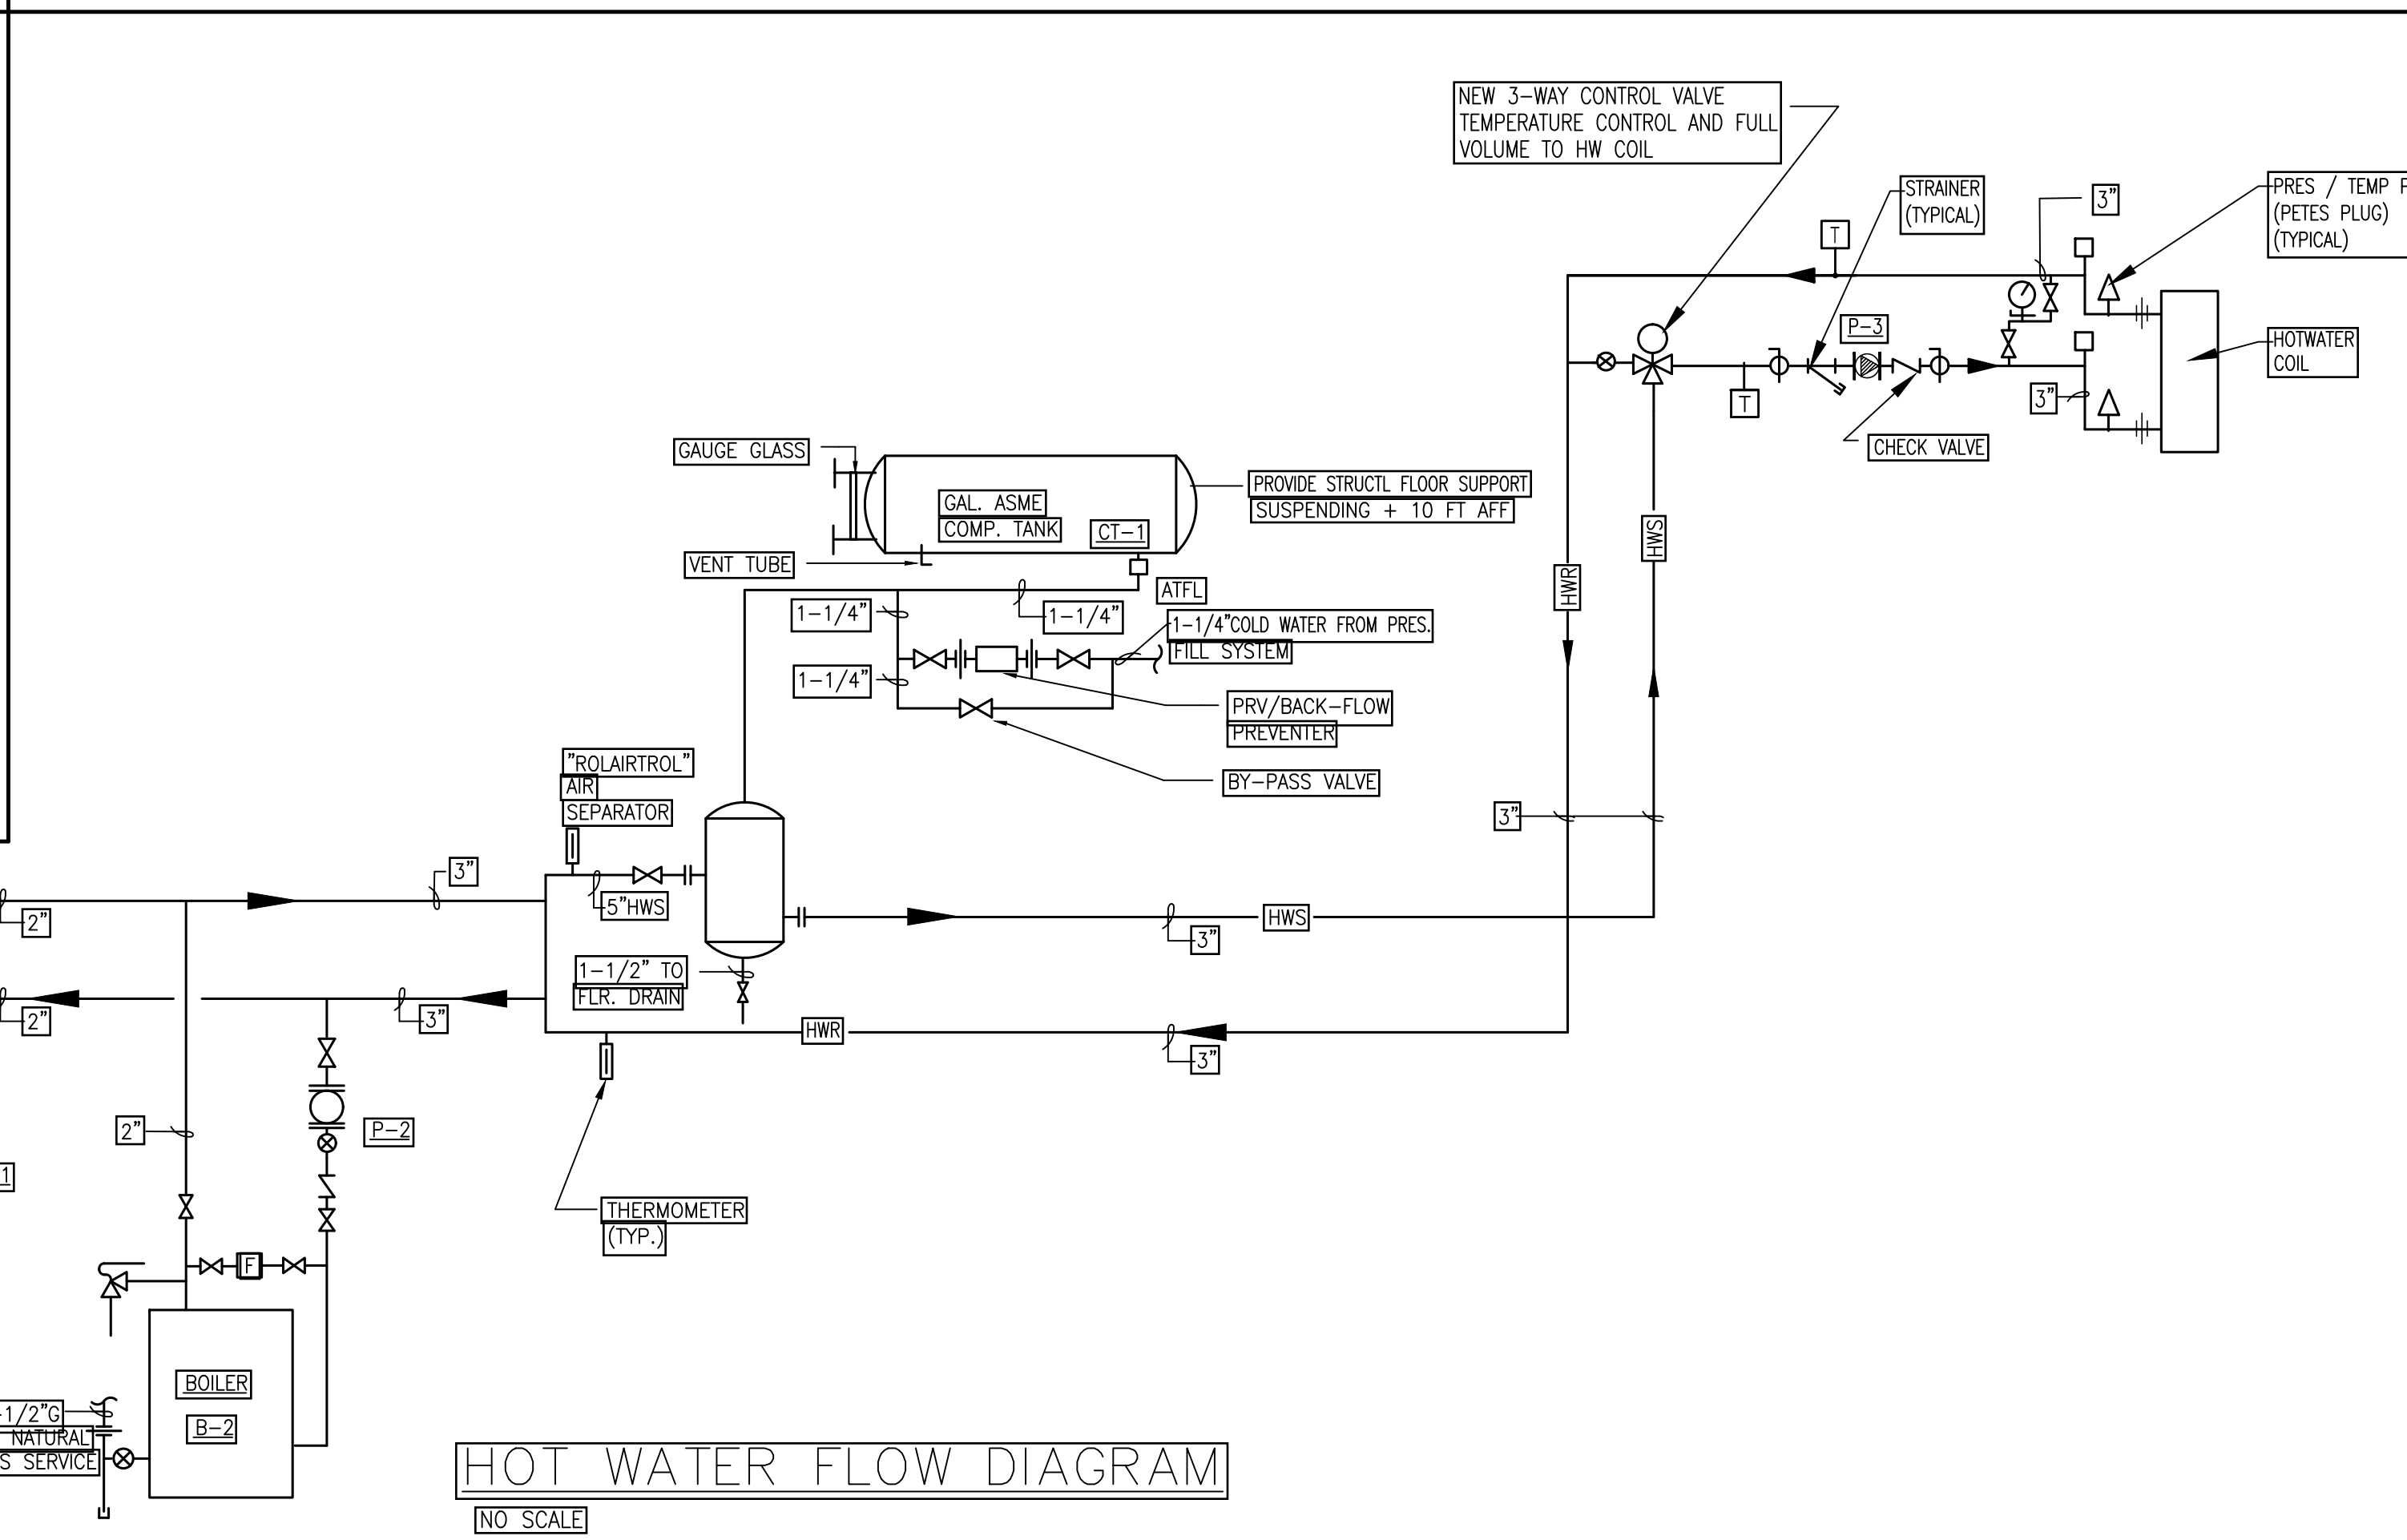 NEW 3-WAY CONTROL VALVE
TEMPERATURE CONTROL AND FULL
VOLUME TO HW COIL
STRAINER
(TYPICAL)
3"
PRES / TEMP
(PETES PLUG)
(TYPICAL)
T
P-3
HOTWATER
COIL
T
3"
CHECK VALVE
GAUGE GLASS
GAL. ASME
COMP. TANK
CT-1
PROVIDE STRUCTL FLOOR SUPPORT
SUSPENDING + 10 FT AFF
VENT TUBE
HWS
HWR
ATFL
1-1/4"
1-1/4"
1-1/4"COLD WATER FROM PRES.
FILL SYSTEM
1-1/4"
PRV/BACK-FLOW
PREVENTER
BY-PASS VALVE
"ROLAIRTROL"
AIR
SEPARATOR
3"
3"
2"
5"HWS
HWS
3"
1-1/2" TO
FLR. DRAIN
2"
3"
HWR
3"
2"
P-2
1
THERMOMETER
(TYP.)
F
BOILER
B-2
-1/2"G
NATURAL
S SERVICE
HOT WATER FLOW DIAGRAM
NO SCALE